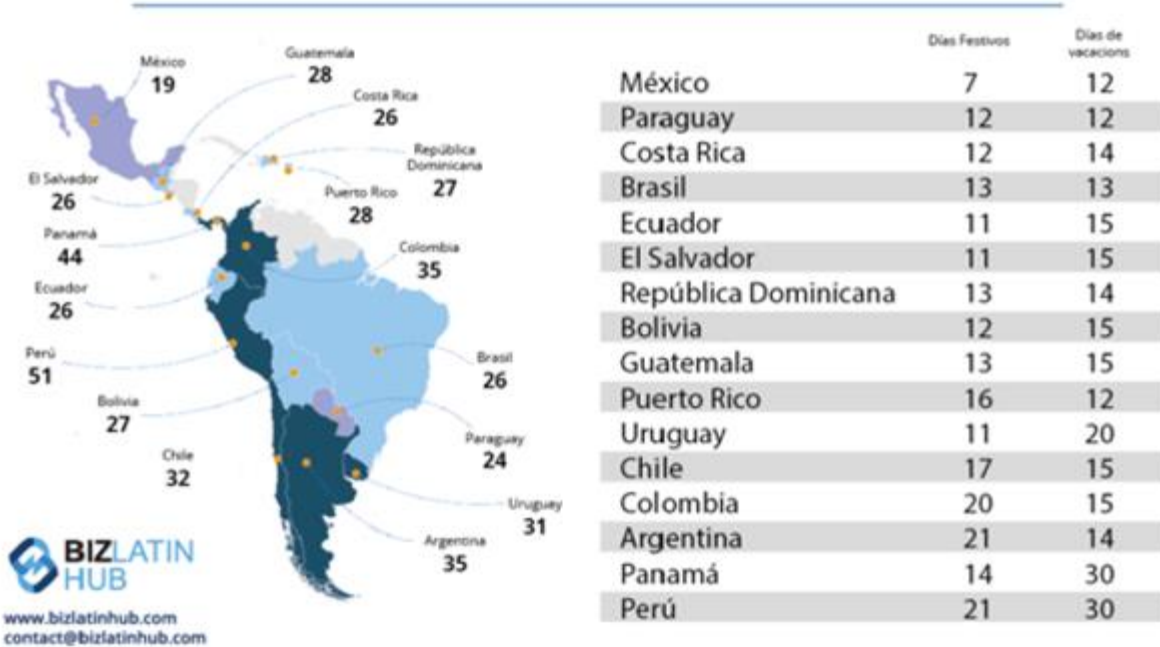 México
19
Guatemala
28
Costa Rica
26
República
Dominicana
27
El Salvador
26
Puerto Rico
28
Panamá
44
Colombia
35
Ecuador
26
Perú
51
Brasil
26
Bolivia
27
Paraguay
24
Chile
32
Uruguay
31
Argentina
35
BIZLATIN
HUB
www.bizlatinhub.com
contact@bizlatinhub.com
Días Festivos
Días de
vacacions
México 7 12
Paraguay 12 12
Costa Rica 12 14
Brasil 13 13
Ecuador 11 15
El Salvador 11 15
República Dominicana 13 14
Bolivia 12 15
Guatemala 13 15
Puerto Rico 16 12
Uruguay 11 20
Chile 17 15
Colombia 20 15
Argentina 21 14
Panamá 14 30
Perú 21 30